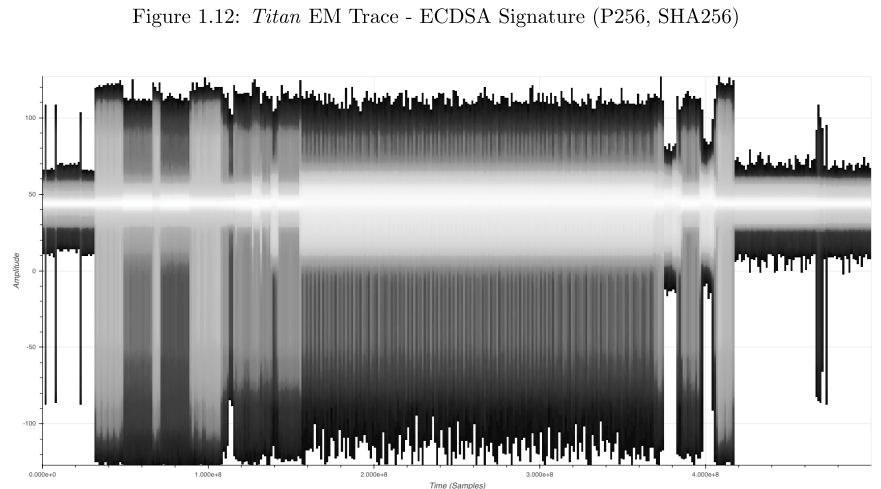 Figure 1.12: Titan EM Trace - ECDSA Signature (P256, SHA256)
100
50
0
-50
-100
Amplitude
0.000e+0 1.000e+8 2.000e+8 3.000e+8 4.000e+8
Time (Samples)